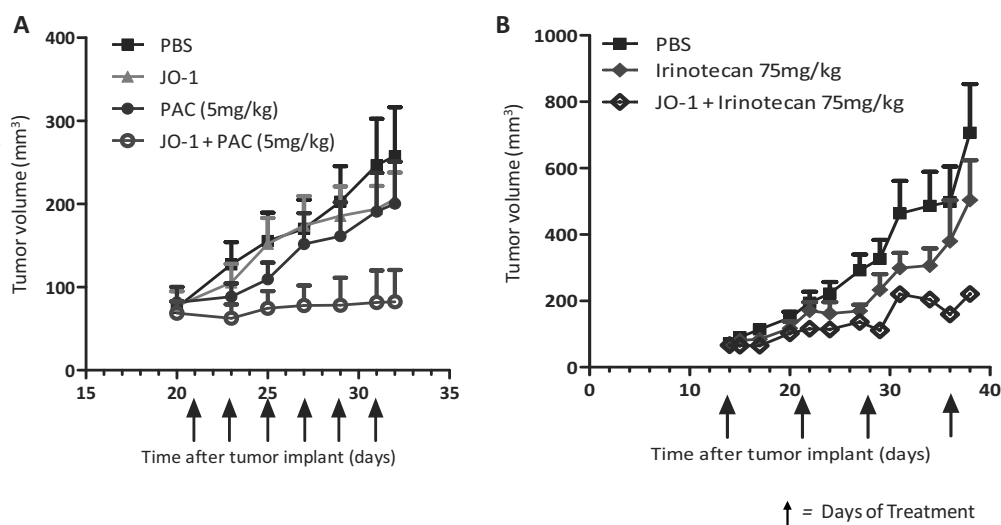 A
400
300
200
100
0
15
20
25
30
35
Tumor volume (mm³)
PBS
JO-1
PAC (5mg/kg)
JO-1 + PAC (5mg/kg)
Time after tumor implant (days)
B
1000
800
600
400
200
0
0
10
20
30
40
Tumor volume (mm³)
PBS
Irinotecan 75mg/kg
JO-1 + Irinotecan 75mg/kg
Time after tumor implant (days)
= Days of Treatment